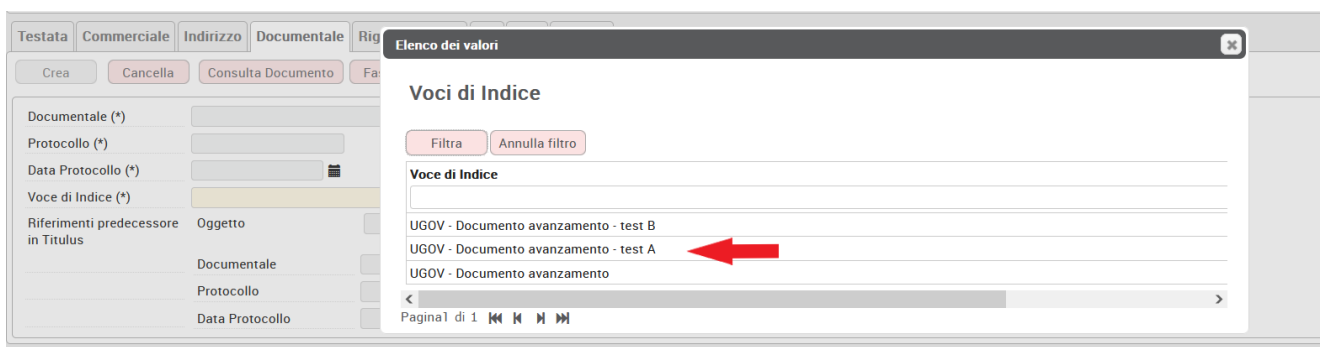 Testata Commerciale Indirizzo Documentale Rig
Crea Cancella Consulta Documento Fa
Documentale (*)
Protocollo (*)
Data Protocollo (*)
Voce di Indice (*)
Riferimenti predecessore in Titulus
Oggetto
Documentale
Protocollo
Data Protocollo
Elenco dei valori
Voci di Indice
Filtra Annulla filtro
Voce di Indice
UGOV - Documento avanzamento - test B
UGOV - Documento avanzamento - test A
UGOV - Documento avanzamento
Pagina1 di 1